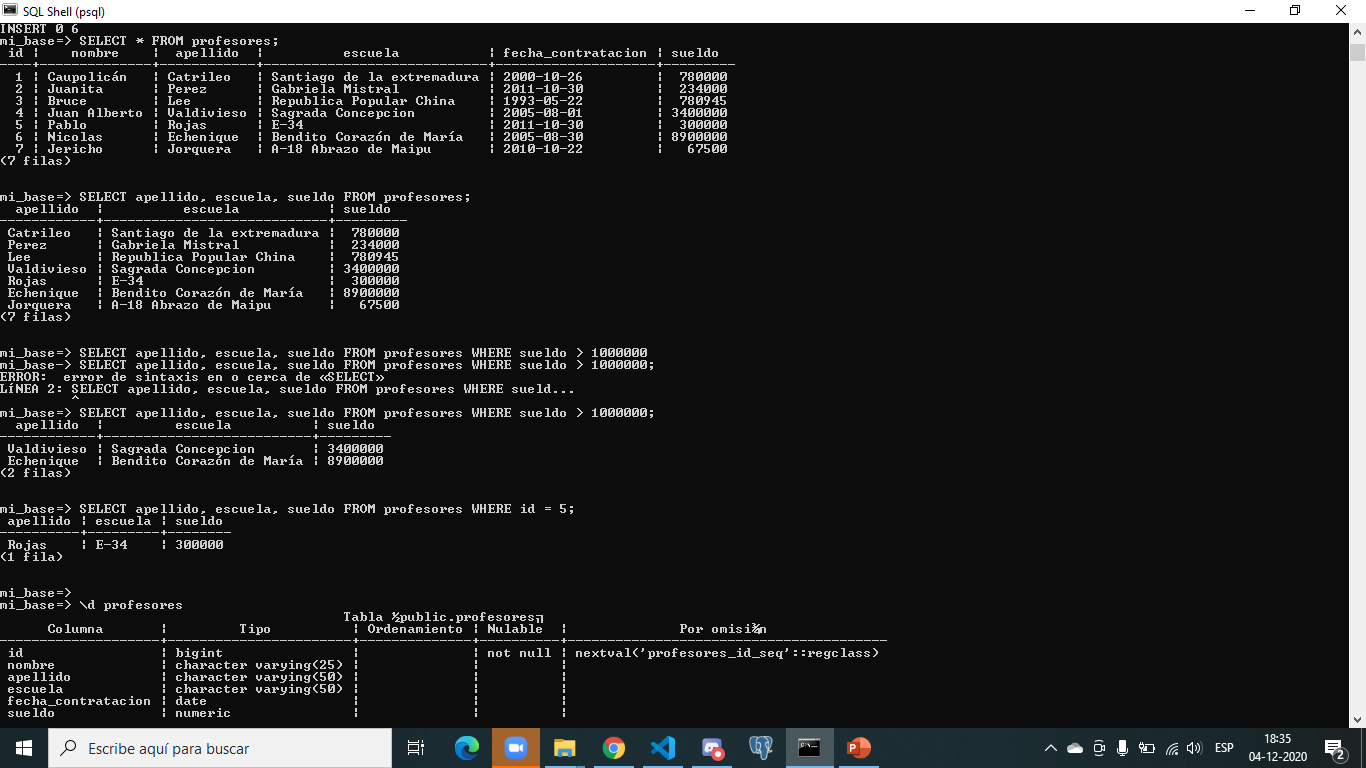 SQL Shell (psql)
INSERT 0 6
mi_base=> SELECT * FROM profesores;
 id ¦    nombre    ¦  apellido  ¦          escuela           ¦ fecha_contratacion ¦ sueldo
----+--------------+------------+----------------------------+--------------------+---------
  1 ¦ Caupolicán   ¦ Catrileo   ¦ Santiago de la extremadura ¦ 2000-10-26         ¦  780000
  2 ¦ Juanita      ¦ Perez      ¦ Gabriela Mistral           ¦ 2011-10-30         ¦  234000
  3 ¦ Bruce        ¦ Lee        ¦ Republica Popular China    ¦ 1993-05-22         ¦  780945
  4 ¦ Juan Alberto ¦ Valdivieso ¦ Sagrada Concepcion         ¦ 2005-08-01         ¦ 3400000
  5 ¦ Pablo        ¦ Rojas      ¦ E-34                       ¦ 2011-10-30         ¦  300000
  6 ¦ Nicolas      ¦ Echenique  ¦ Bendito Corazón de María   ¦ 2005-08-30         ¦ 8900000
  7 ¦ Jericho      ¦ Jorquera   ¦ A-18 Abrazo de Maipu       ¦ 2010-10-22         ¦   67500
(7 filas)
mi_base=> SELECT apellido, escuela, sueldo FROM profesores;
  apellido  ¦          escuela           ¦ sueldo
------------+----------------------------+---------
 Catrileo   ¦ Santiago de la extremadura ¦  780000
 Perez      ¦ Gabriela Mistral           ¦  234000
 Lee        ¦ Republica Popular China    ¦  780945
 Valdivieso ¦ Sagrada Concepcion         ¦ 3400000
 Rojas      ¦ E-34                       ¦  300000
 Echenique  ¦ Bendito Corazón de María   ¦ 8900000
 Jorquera   ¦ A-18 Abrazo de Maipu       ¦   67500
(7 filas)
mi_base=> SELECT apellido, escuela, sueldo FROM profesores WHERE sueldo > 1000000
mi_base-> SELECT apellido, escuela, sueldo FROM profesores WHERE sueldo > 1000000;
ERROR:  error de sintaxis en o cerca de «SELECT»
LíNEA 2: SELECT apellido, escuela, sueldo FROM profesores WHERE sueld...
         ^
mi_base=> SELECT apellido, escuela, sueldo FROM profesores WHERE sueldo > 1000000;
  apellido  ¦         escuela          ¦ sueldo
------------+--------------------------+---------
 Valdivieso ¦ Sagrada Concepcion       ¦ 3400000
 Echenique  ¦ Bendito Corazón de María ¦ 8900000
(2 filas)
mi_base=> SELECT apellido, escuela, sueldo FROM profesores WHERE id = 5;
 apellido ¦ escuela ¦ sueldo
----------+---------+--------
 Rojas    ¦ E-34    ¦ 300000
(1 fila)
mi_base=>
mi_base=> \d profesores
                                           Tabla ½public.profesores┐
      Columna       ¦         Tipo          ¦ Ordenamiento ¦ Nulable  ¦              Por omisi¾n
--------------------+-----------------------+--------------+----------+----------------------------------------
 id                 ¦ bigint                ¦              ¦ not null ¦ nextval('profesores_id_seq'::regclass)
 nombre             ¦ character varying(25) ¦              ¦          ¦
 apellido           ¦ character varying(50) ¦              ¦          ¦
 escuela            ¦ character varying(50) ¦              ¦          ¦
 fecha_contratacion ¦ date                  ¦              ¦          ¦
 sueldo             ¦ numeric               ¦              ¦          ¦
Escribe aquí para buscar
ESP
18:35
04-12-2020
2